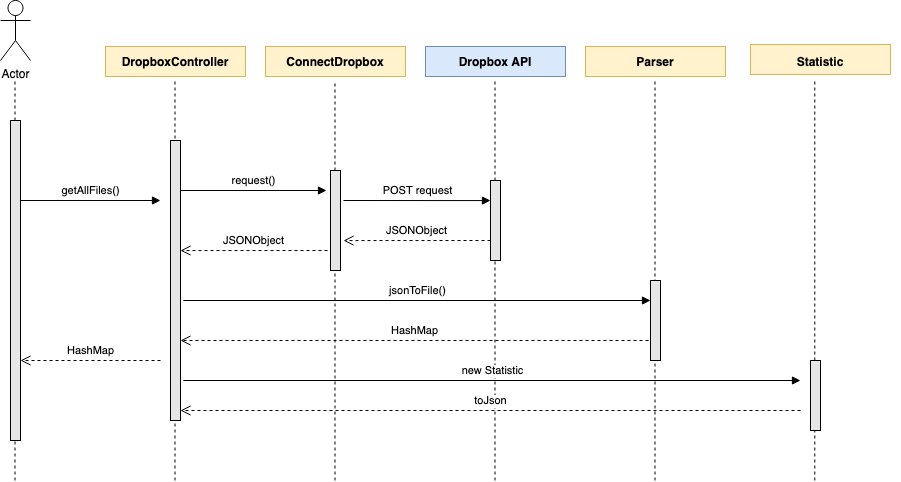 Actor
DropboxController
ConnectDropbox
Dropbox API
Parser
Statistic
getAllFiles()
request()
POST request
JSONObject
JSONObject
jsonToFile()
HashMap
HashMap
new Statistic
toJson